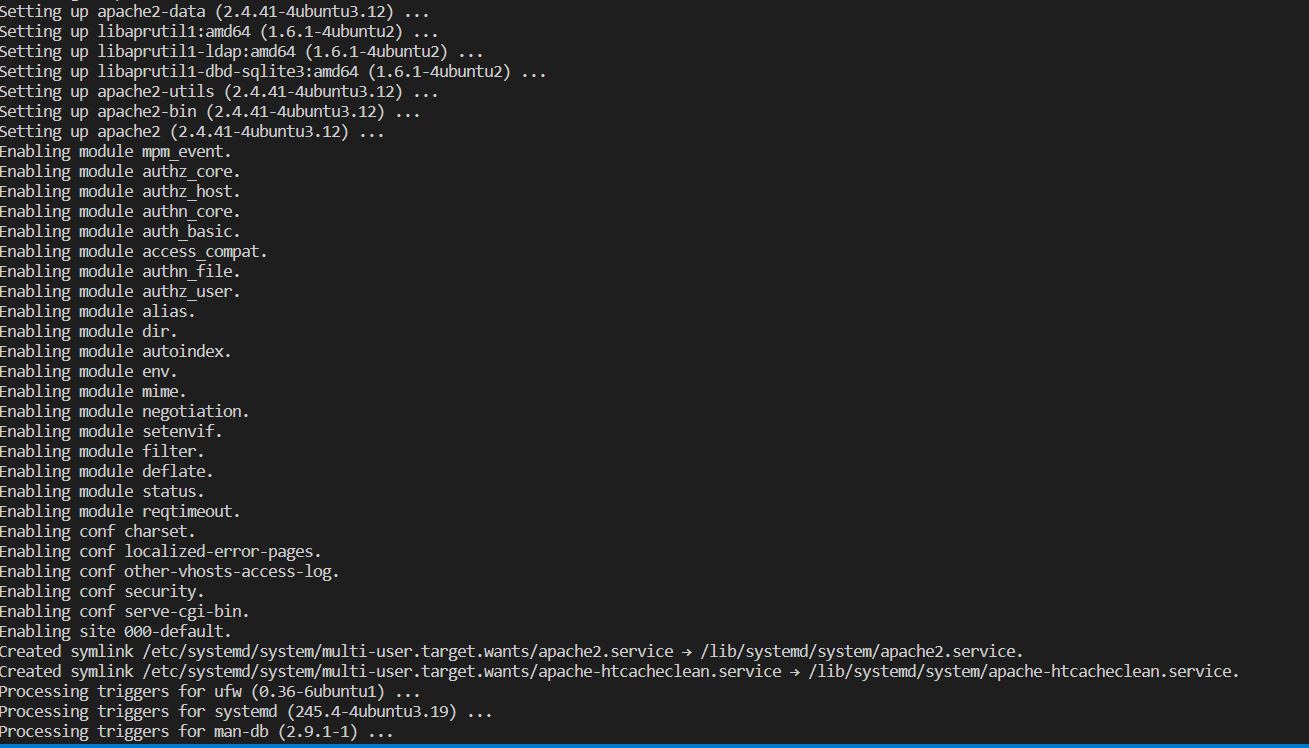 Setting up apache2-data (2.4.41-4ubuntu3.12) ...
Setting up libaprutil1:amd64 (1.6.1-4ubuntu2) ...
Setting up libaprutil1-ldap:amd64 (1.6.1-4ubuntu2) ...
Setting up libaprutil1-dbd-sqlite3:amd64 (1.6.1-4ubuntu2) ...
Setting up apache2-utils (2.4.41-4ubuntu3.12) ...
Setting up apache2-bin (2.4.41-4ubuntu3.12) ...
Setting up apache2 (2.4.41-4ubuntu3.12) ...
Enabling module mpm_event.
Enabling module authz_core.
Enabling module authz_host.
Enabling module authn_core.
Enabling module auth_basic.
Enabling module access_compat.
Enabling module authn_file.
Enabling module authz_user.
Enabling module alias.
Enabling module dir.
Enabling module autoindex.
Enabling module env.
Enabling module mime.
Enabling module negotiation.
Enabling module setenvif.
Enabling module filter.
Enabling module deflate.
Enabling module status.
Enabling module reqtimeout.
Enabling conf charset.
Enabling conf localized-error-pages.
Enabling conf other-vhosts-access-log.
Enabling conf security.
Enabling conf serve-cgi-bin.
Enabling site 000-default.
Created symlink /etc/systemd/system/multi-user.target.wants/apache2.service → /lib/systemd/system/apache2.service.
Created symlink /etc/systemd/system/multi-user.target.wants/apache-htcacheclean.service → /lib/systemd/system/apache-htcacheclean.service.
Processing triggers for ufw (0.36-6ubuntu1) ...
Processing triggers for systemd (245.4-4ubuntu3.19) ...
Processing triggers for man-db (2.9.1-1) ...